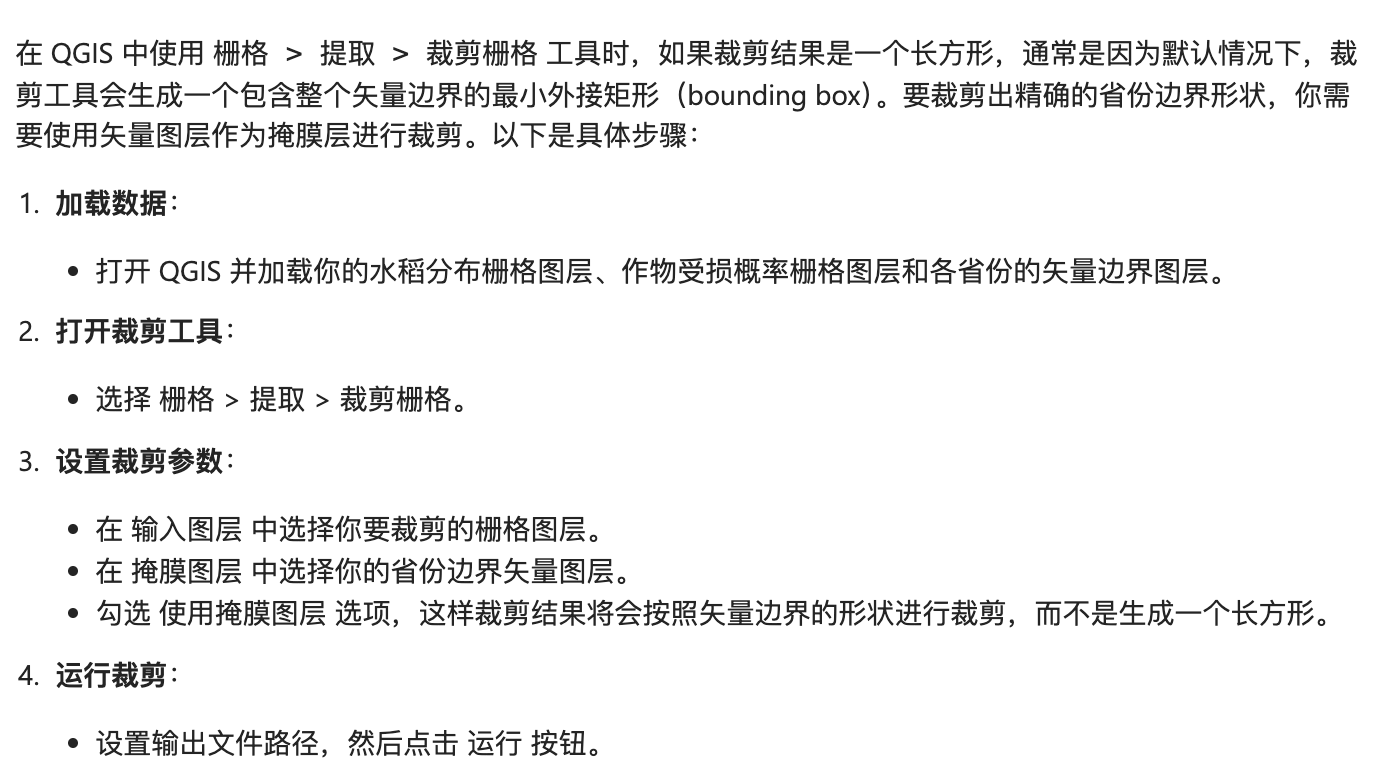 在 QGIS 中使用 栅格 > 提取 > 裁剪栅格 工具时，如果裁剪结果是一个长方形，通常是因为默认情况下，裁
剪工具会生成一个包含整个矢量边界的最小外接矩形（bounding box）。要裁剪出精确的省份边界形状，你需
要使用矢量图层作为掩膜层进行裁剪。以下是具体步骤：
1. 加载数据：
• 打开 QGIS 并加载你的水稻分布栅格图层、作物受损概率栅格图层和各省份的矢量边界图层。
2. 打开裁剪工具：
• 选择 栅格 > 提取 > 裁剪栅格。
3. 设置裁剪参数：
• 在 输入图层 中选择你要裁剪的栅格图层。
• 在 掩膜图层 中选择你的省份边界矢量图层。
• 勾选 使用掩膜图层 选项，这样裁剪结果将会按照矢量边界的形状进行裁剪，而不是生成一个长方形。
4. 运行裁剪：
• 设置输出文件路径，然后点击 运行 按钮。